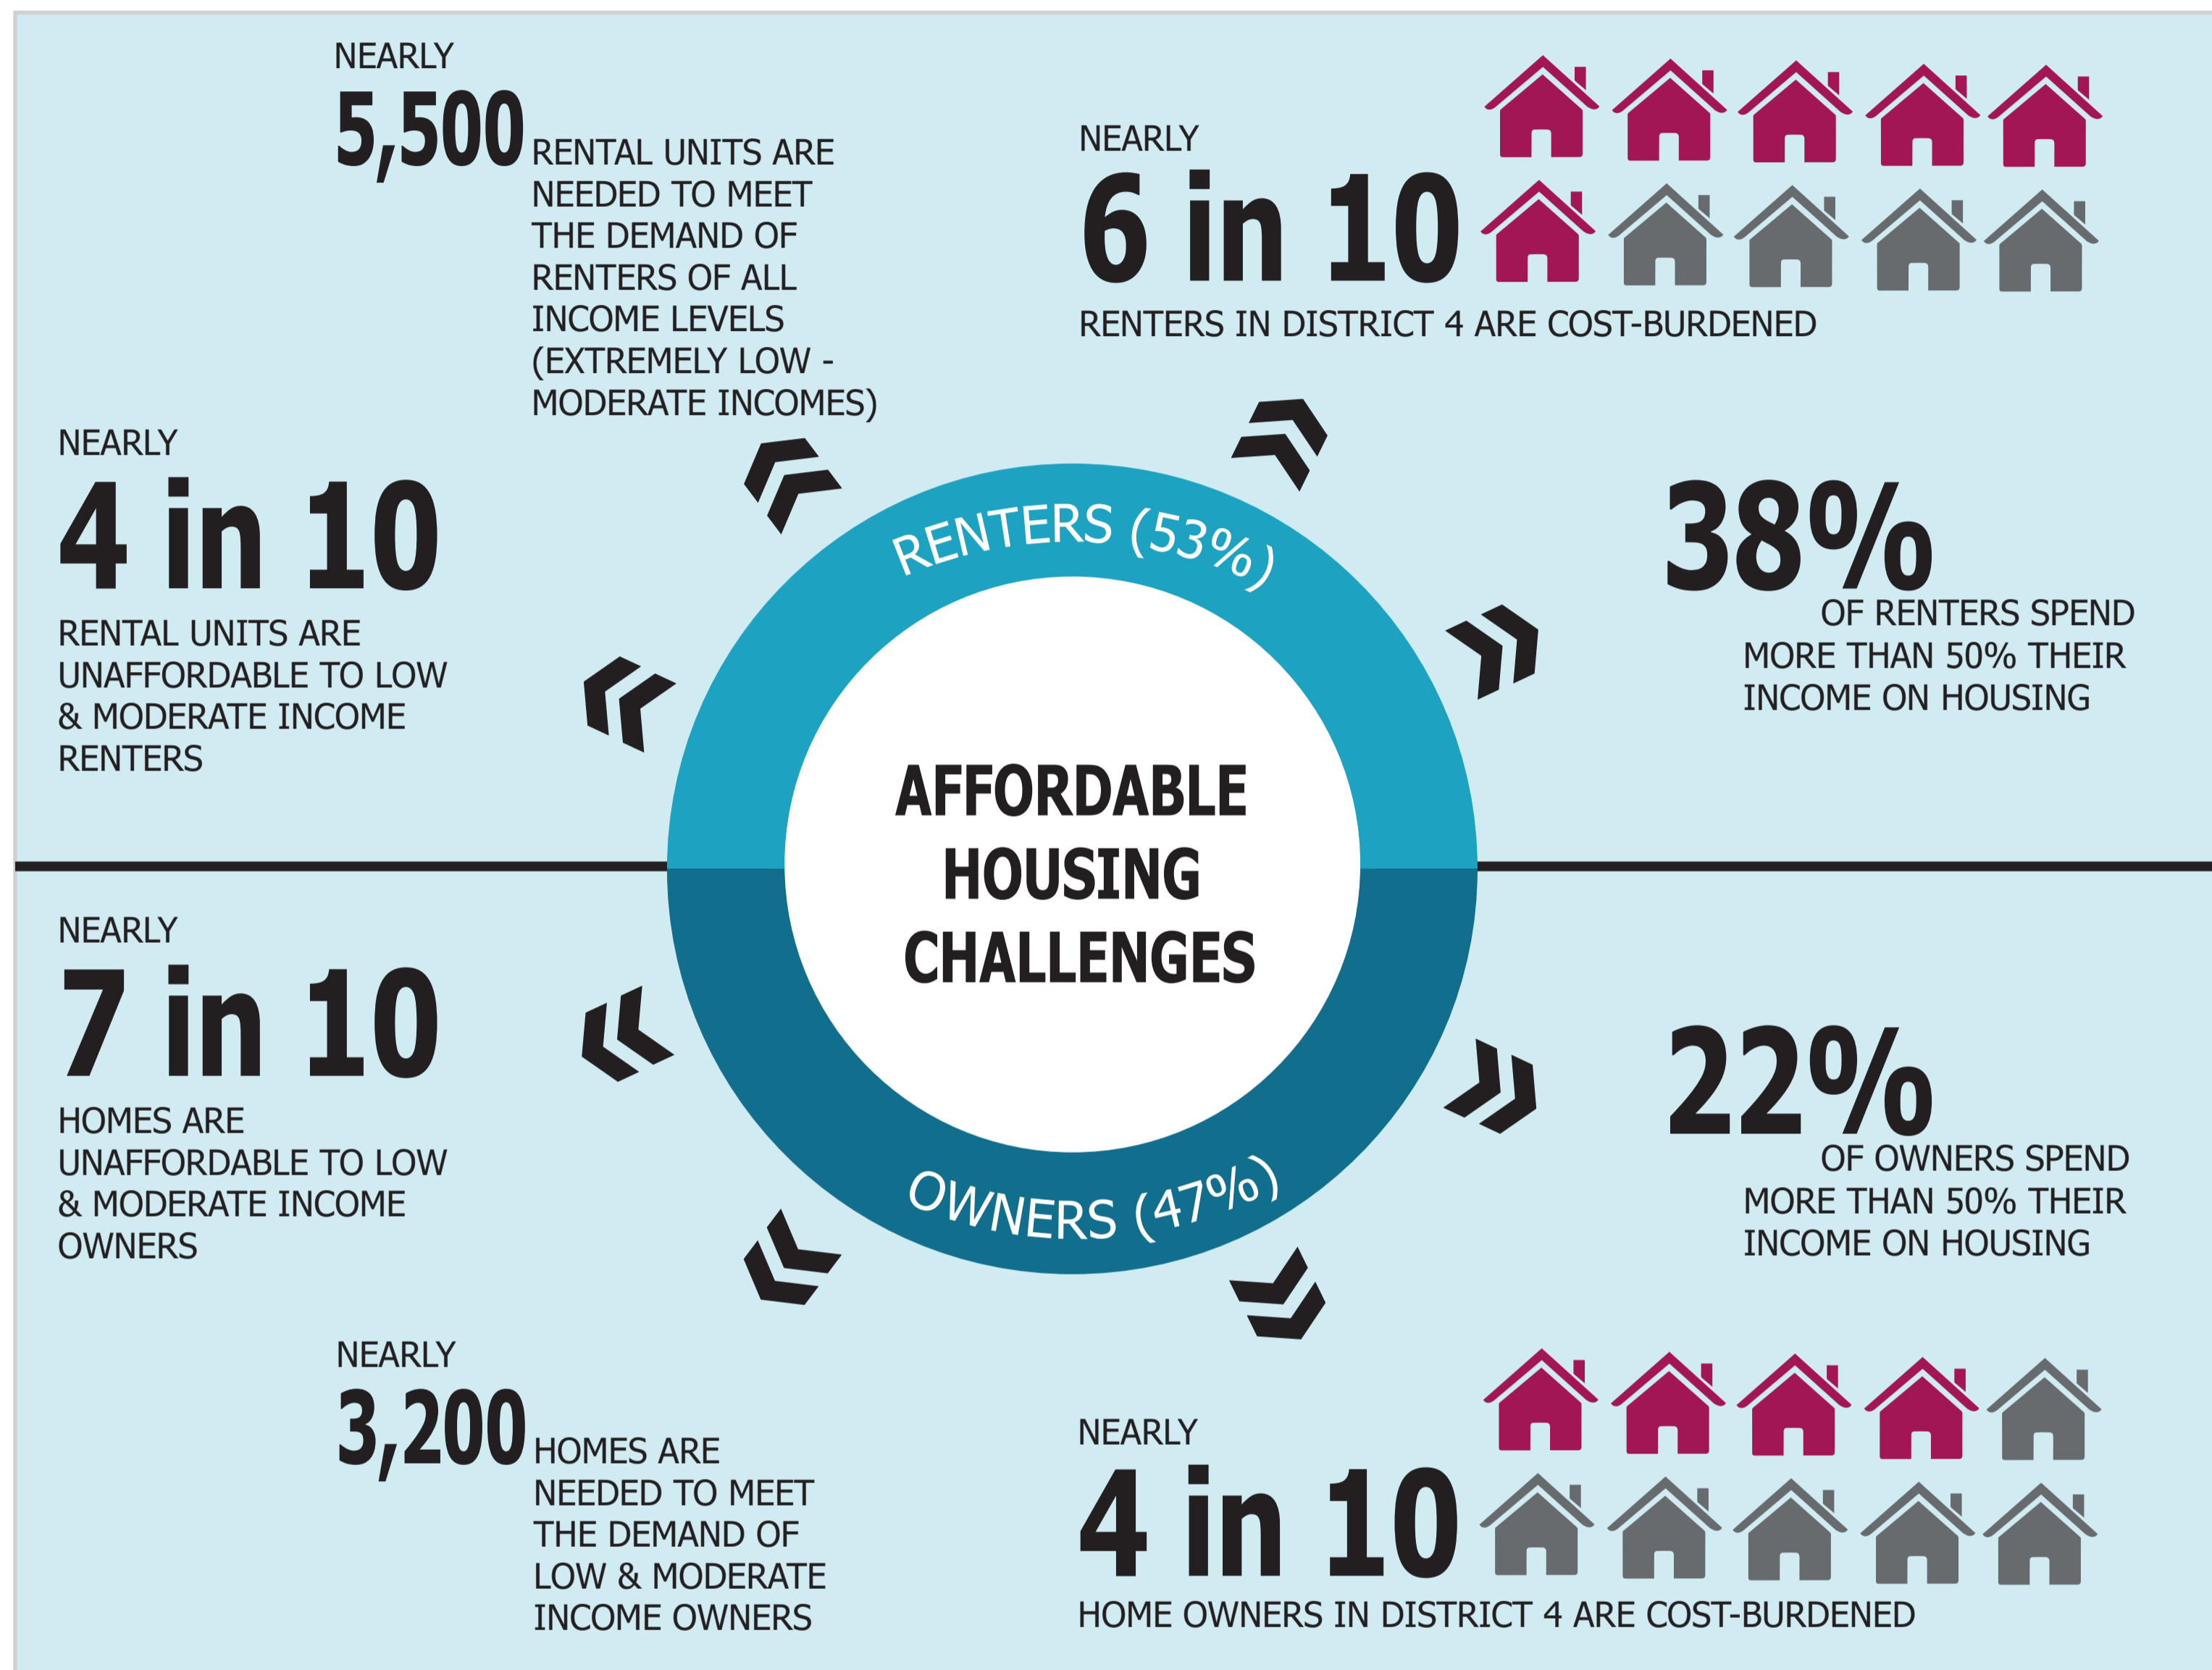 NEARLY
5,500
RENTAL UNITS ARE
NEEDED TO MEET
THE DEMAND OF
RENTERS OF ALL
INCOME LEVELS
(EXTREMELY LOW -
MODERATE INCOMES)
NEARLY
6 in 10
RENTERS IN DISTRICT 4 ARE COST-BURDENED
NEARLY
4 in 10
RENTAL UNITS ARE
UNAFFORDABLE TO LOW
& MODERATE INCOME
RENTERS
38%
OF RENTERS SPEND
MORE THAN 50% THEIR
INCOME ON HOUSING
RENTERS (53%)
AFFORDABLE
HOUSING
CHALLENGES
OWNERS (47%)
NEARLY
7 in 10
HOMES ARE
UNAFFORDABLE TO LOW
& MODERATE INCOME
OWNERS
22%
OF OWNERS SPEND
MORE THAN 50% THEIR
INCOME ON HOUSING
NEARLY
3,200
HOMES ARE
NEEDED TO MEET
THE DEMAND OF
LOW & MODERATE
INCOME OWNERS
NEARLY
4 in 10
HOME OWNERS IN DISTRICT 4 ARE COST-BURDENED